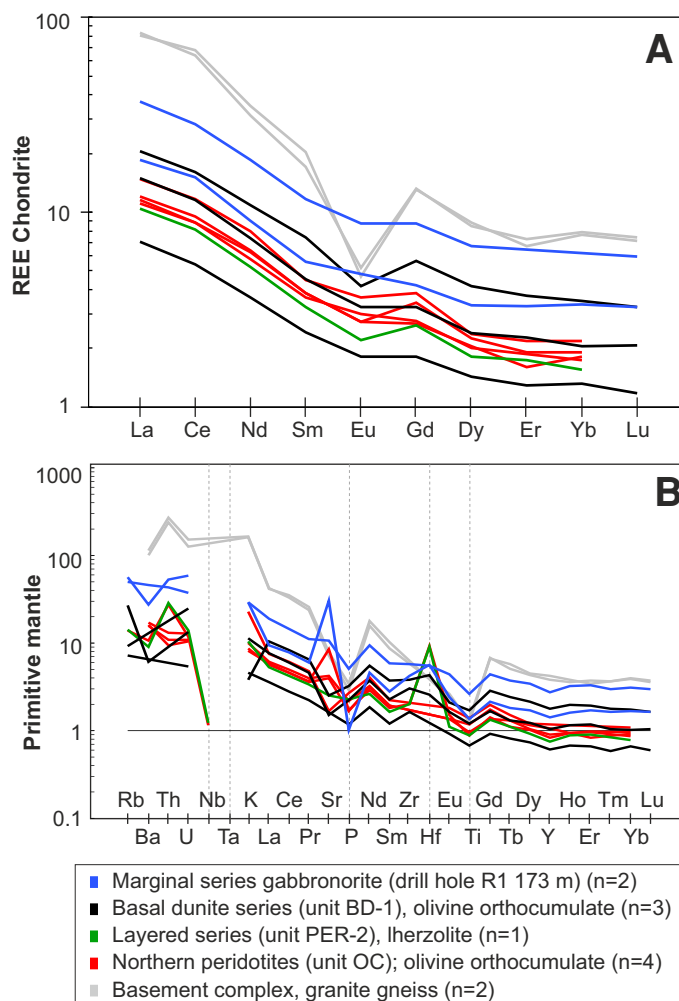 100
A
10
REE Chondrite
1
La Ce Nd Sm Eu Gd Dy Er Yb Lu
1000
B
100
10
Primitive mantle
1
0.1
Rb Th Nb K Ce Sr Nd Zr Eu Gd Dy Ho Tm Lu
Ba U Ta La Pr P Sm Hf Ti Tb Y Er Yb
Marginal series gabbronorite (drill hole R1 173 m) (n=2)
Basal dunite series (unit BD-1), olivine orthocumulate (n=3)
Layered series (unit PER-2), lherzolite (n=1)
Northern peridotites (unit OC); olivine orthocumulate (n=4)
Basement complex, granite gneiss (n=2)